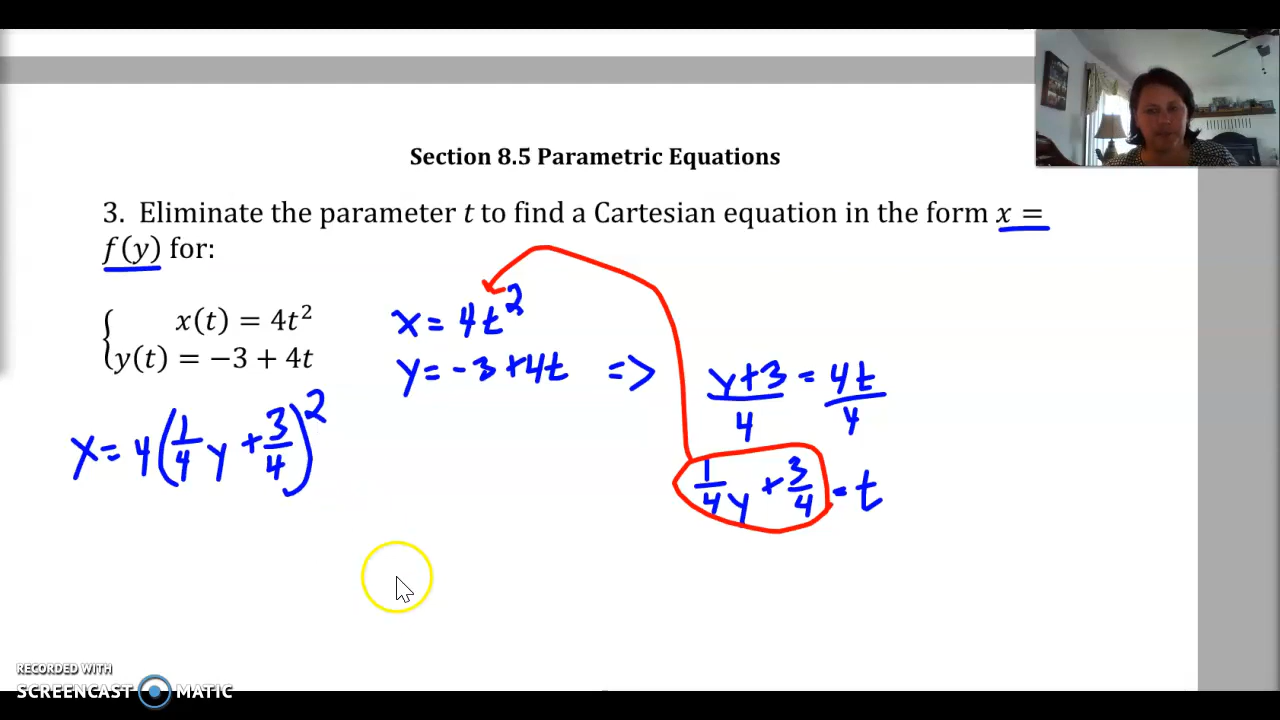 Section 8.5 Parametric Equations
3. Eliminate the parameter t to find a Cartesian equation in the form x =
f(y) for:
{ x(t) = 4t²
y(t) = −3 + 4t
x = 4t²
y = -3 + 4t => y+3/4 = 4t/4
1/4 y + 3/4 = t
x = 4(1/4 y + 3/4)²
RECORDED WITH
SCREENCAST MATIC